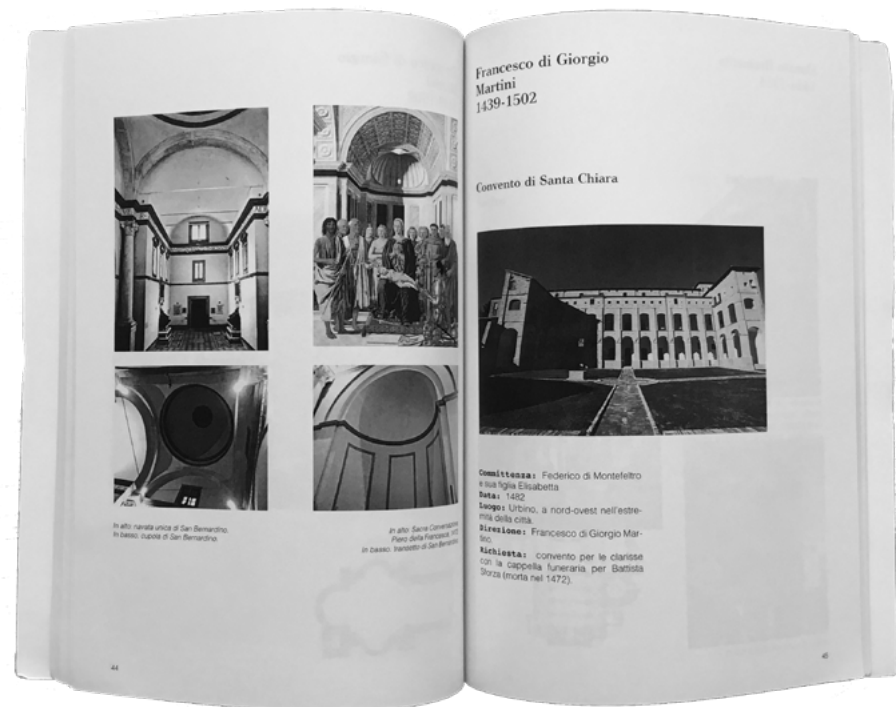 In alto: navata unica di San Bernardino.
In basso: cupola di San Bernardino.
In alto: Sacra Conversazione,
Piero della Francesca, 1472.
In basso: transetto di San Bernardino.
44
Francesco di Giorgio
Martini
1439-1502
Convento di Santa Chiara
Committenza: Federico di Montefeltro
e sua figlia Elisabetta.
Data: 1482
Luogo: Urbino, a nord-ovest nell'estre-
mità della città.
Direzione: Francesco di Giorgio Mar-
tini.
Richiesta: convento per le clarisse
con la cappella funeraria per Battista
Sforza (morta nel 1472).
45